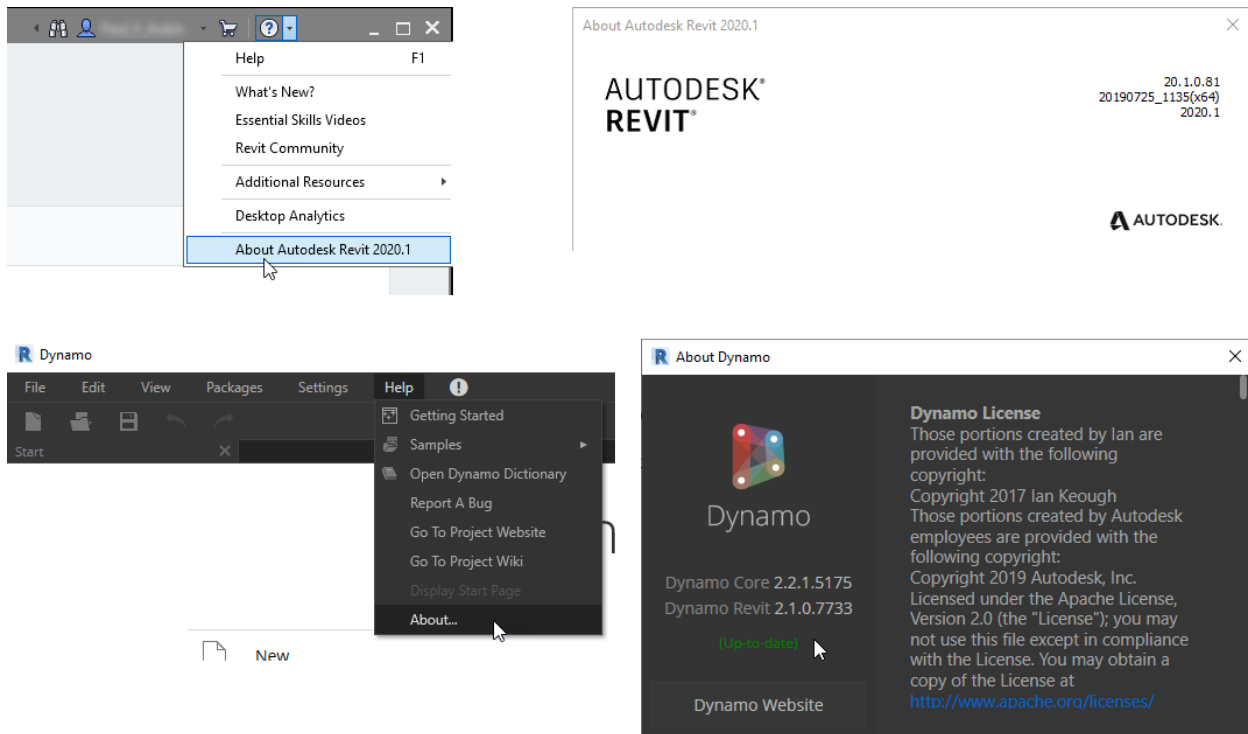 Help F1
What's New?
Essential Skills Videos
Revit Community
Additional Resources
Desktop Analytics
About Autodesk Revit 2020.1
About Autodesk Revit 2020.1
AUTODESK®
REVIT®
20.1.0.81
20190725_1135(x64)
2020.1
AUTODESK.
Dynamo
File Edit View Packages Settings Help
Start
Getting Started
Samples
Open Dynamo Dictionary
Report A Bug
Go To Project Website
Go To Project Wiki
Display Start Page
About...
New
About Dynamo
Dynamo
Dynamo Core 2.2.1.5175
Dynamo Revit 2.1.0.7733
(Up-to-date)
Dynamo Website
Dynamo License
Those portions created by Ian are
provided with the following
copyright:
Copyright 2017 Ian Keough
Those portions created by Autodesk
employees are provided with the
following copyright:
Copyright 2019 Autodesk, Inc.
Licensed under the Apache License,
Version 2.0 (the "License"); you may
not use this file except in compliance
with the License. You may obtain a
copy of the License at
http://www.apache.org/licenses/